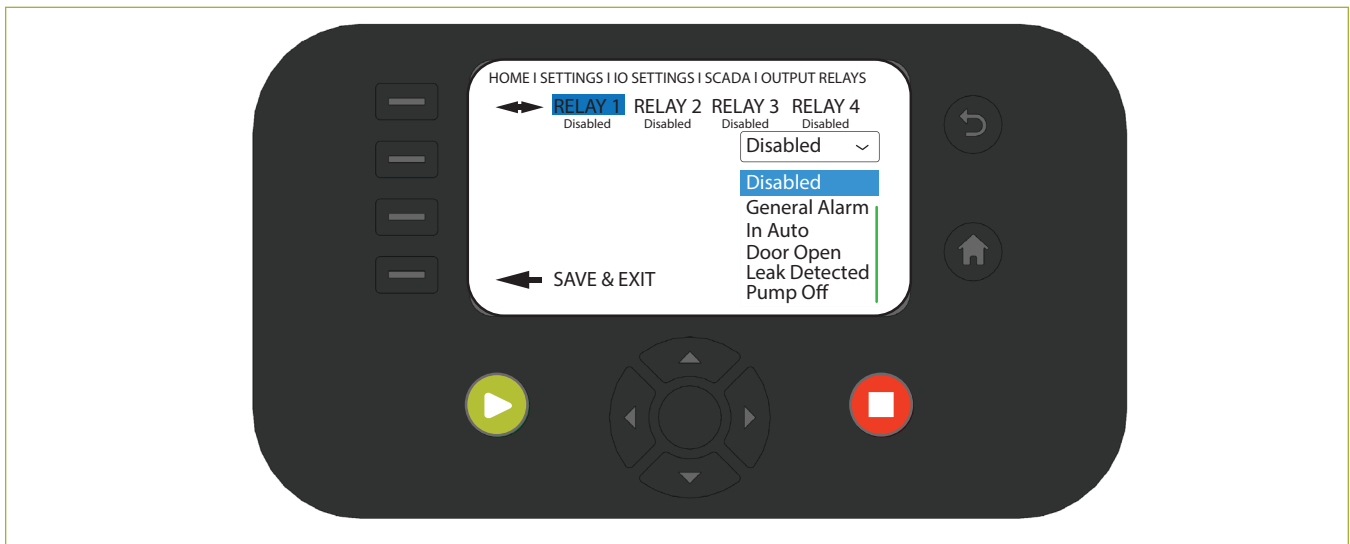 HOME I SETTINGS I IO SETTINGS I SCADA I OUTPUT RELAYS
RELAY 1 RELAY 2 RELAY 3 RELAY 4
Disabled Disabled Disabled Disabled
Disabled
Disabled
General Alarm
In Auto
Door Open
Leak Detected
SAVE & EXIT
Pump Off